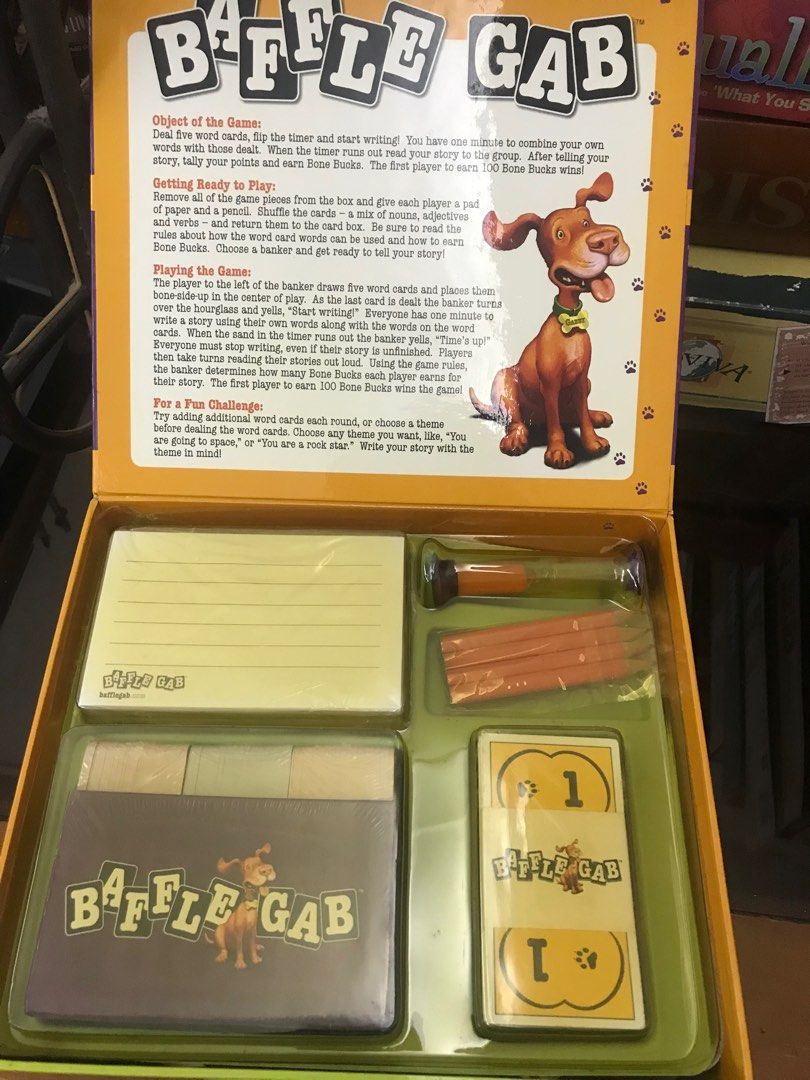 BAFFLE GAB™
uall
'What You S
Object of the Game:
Deal five word cards, flip the timer and start writing! You have one minute to combine your own
words with those dealt. When the timer runs out read your story to the group. After telling your
story, tally your points and earn Bone Bucks. The first player to earn 100 Bone Bucks wins!
Getting Ready to Play:
Remove all of the game pieces from the box and give each player a pad
of paper and a pencil. Shuffle the cards – a mix of nouns, adjectives
and verbs – and return them to the card box. Be sure to read the
rules about how the word card words can be used and how to earn
Bone Bucks. Choose a banker and get ready to tell your story!
Playing the Game:
The player to the left of the banker draws five word cards and places them
bone-side-up in the center of play. As the last card is dealt the banker turns
over the hourglass and yells, "Start writing!" Everyone has one minute to
write a story using their own words along with the words on the word
cards. When the sand in the timer runs out the banker yells, "Time's up!"
Everyone must stop writing, even if their story is unfinished. Players
then take turns reading their stories out loud. Using the game rules,
the banker determines how many Bone Bucks each player earns for
their story. The first player to earn 100 Bone Bucks wins the game!
For a Fun Challenge:
Try adding additional word cards each round, or choose a theme
before dealing the word cards. Choose any theme you want, like, "You
are going to space," or "You are a rock star." Write your story with the
theme in mind!
VIVA
BAFFLE GAB
bafflegab.com
1
BAFFLE GAB™
BAFFLE GAB™
1